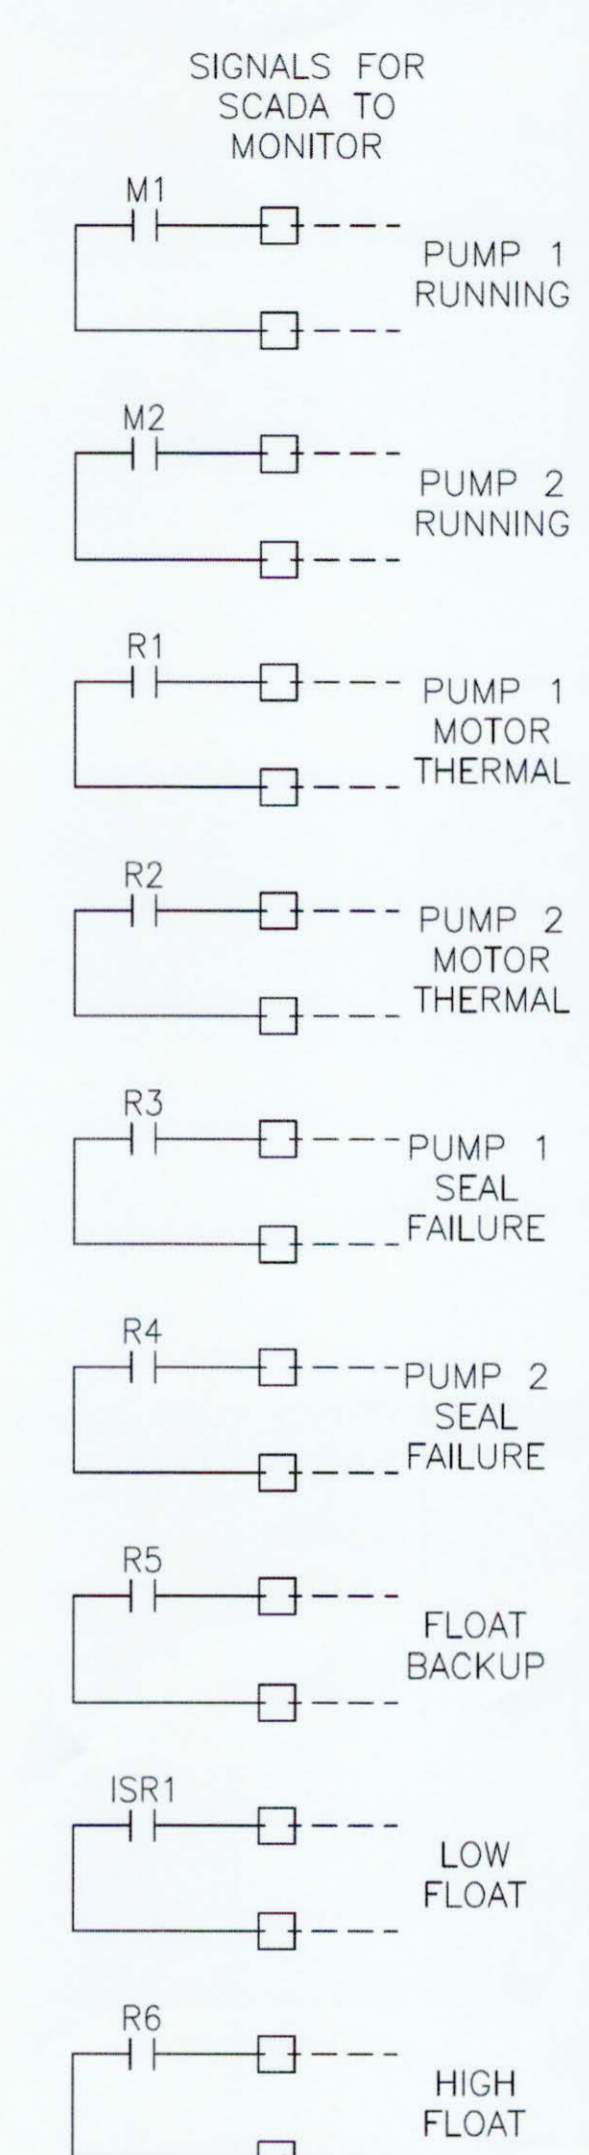 SIGNALS FOR
SCADA TO
MONITOR
M1
PUMP 1
RUNNING
M2
PUMP 2
RUNNING
R1
PUMP 1
MOTOR
THERMAL
R2
PUMP 2
MOTOR
THERMAL
R3
PUMP 1
SEAL
FAILURE
R4
PUMP 2
SEAL
FAILURE
R5
FLOAT
BACKUP
ISR1
LOW
FLOAT
R6
HIGH
FLOAT